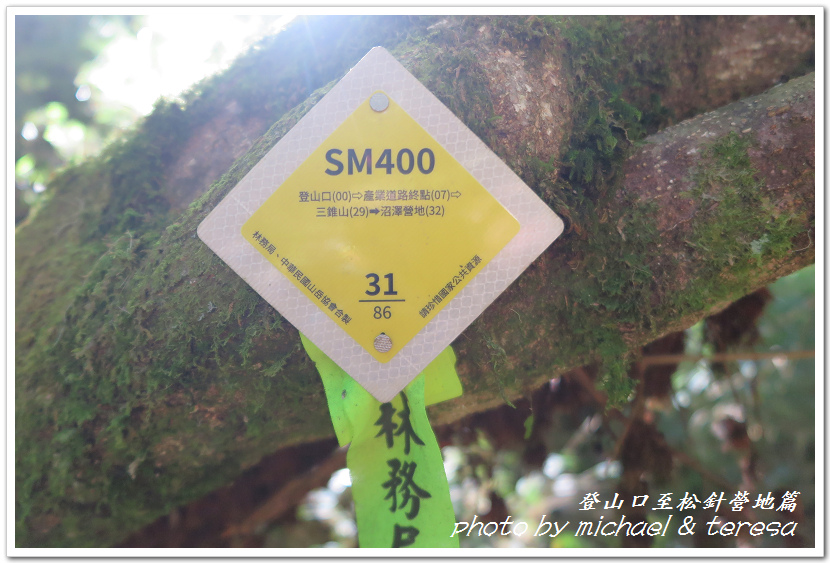 SM400
登山口(00)⇨產業道路終點(07)⇨
三錐山(29)➡沼澤營地(32)
林務局、中華民國山岳協會合製
31
86
請珍惜國家公共資源
林務局
登山口至松針營地篇
photo by michael & teresa